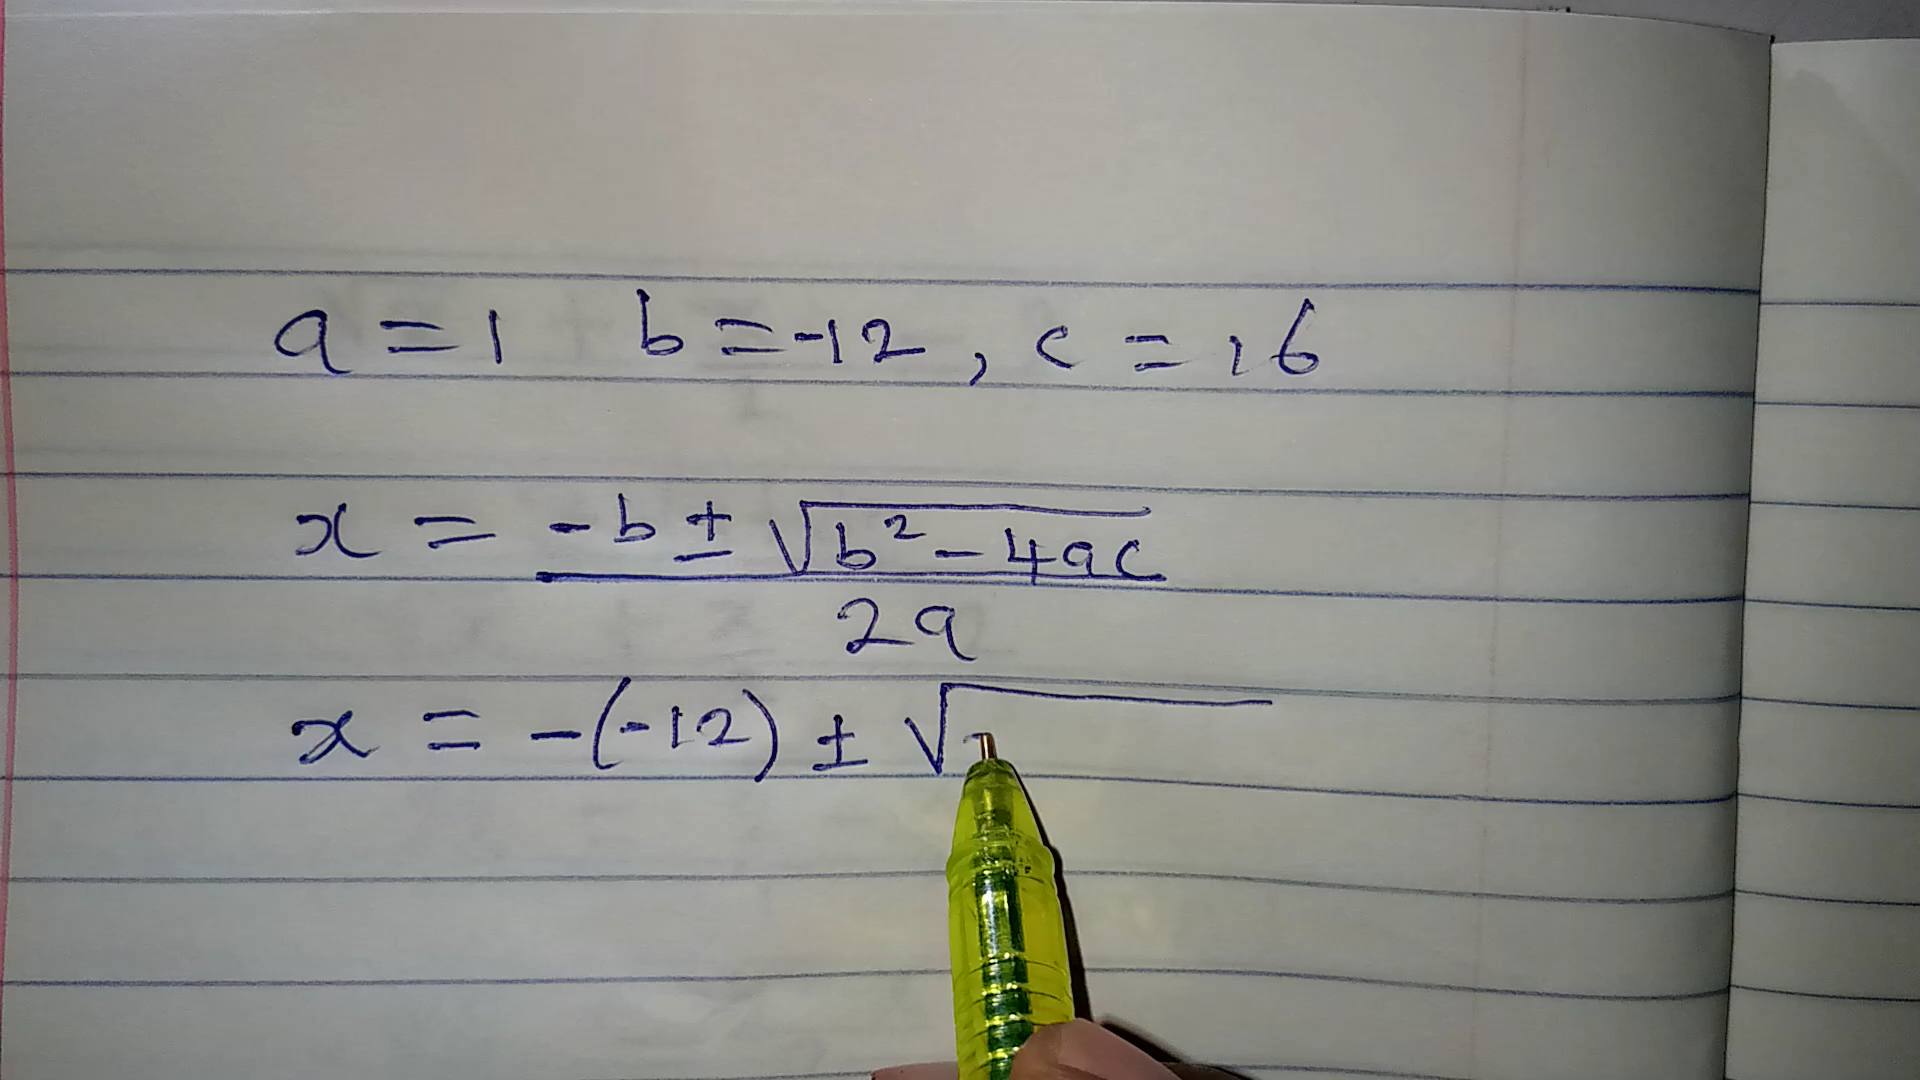 a = 1 b = -12, c = 16
x = -b ± √b² - 4ac
2a
x = -(-12) ± √